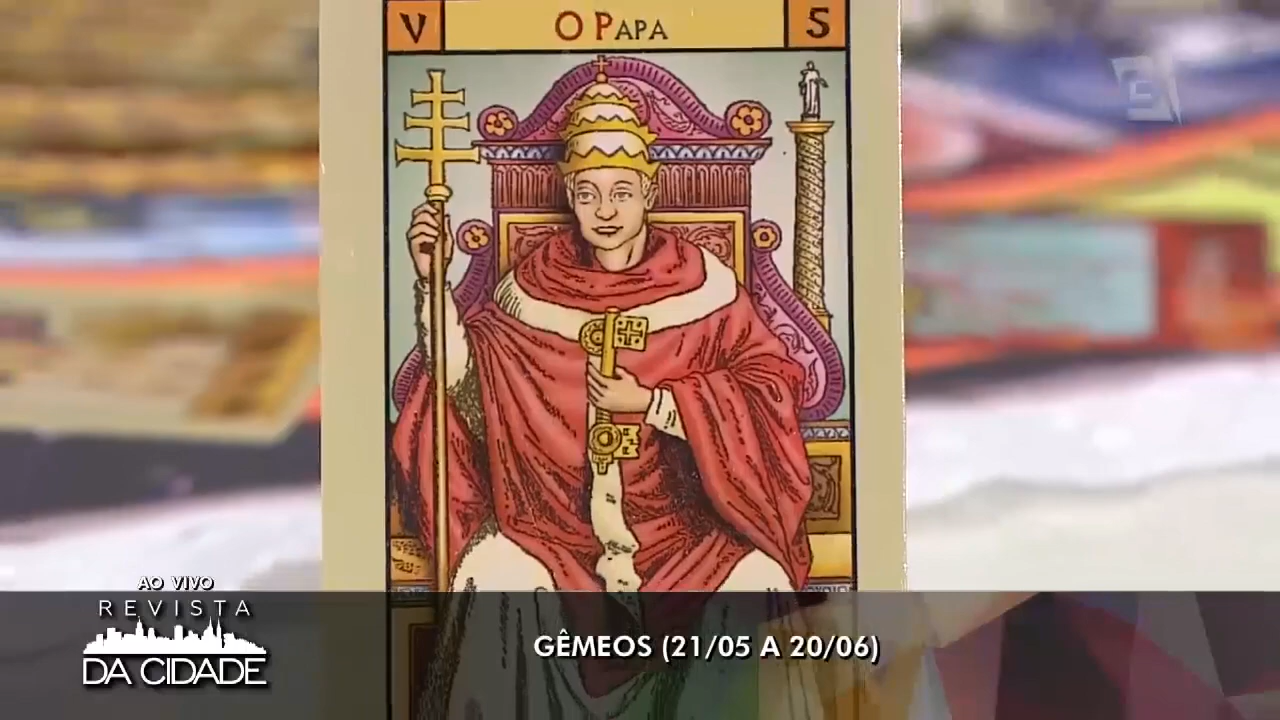 V
O PAPA
5
AO VIVO
REVISTA
DA CIDADE
GÊMEOS (21/05 A 20/06)